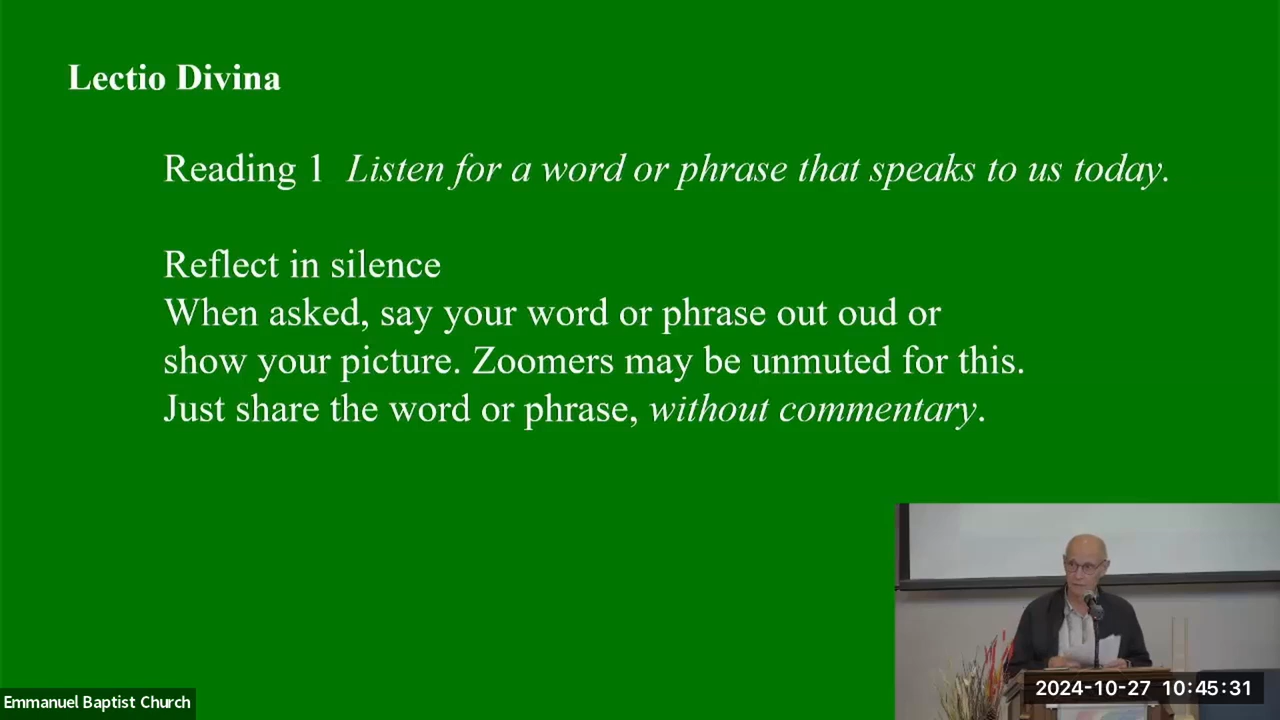 Lectio Divina
Reading 1 Listen for a word or phrase that speaks to us today.
Reflect in silence
When asked, say your word or phrase out oud or
show your picture. Zoomers may be unmuted for this.
Just share the word or phrase, without commentary.
Emmanuel Baptist Church
2024-10-27 10:45:31